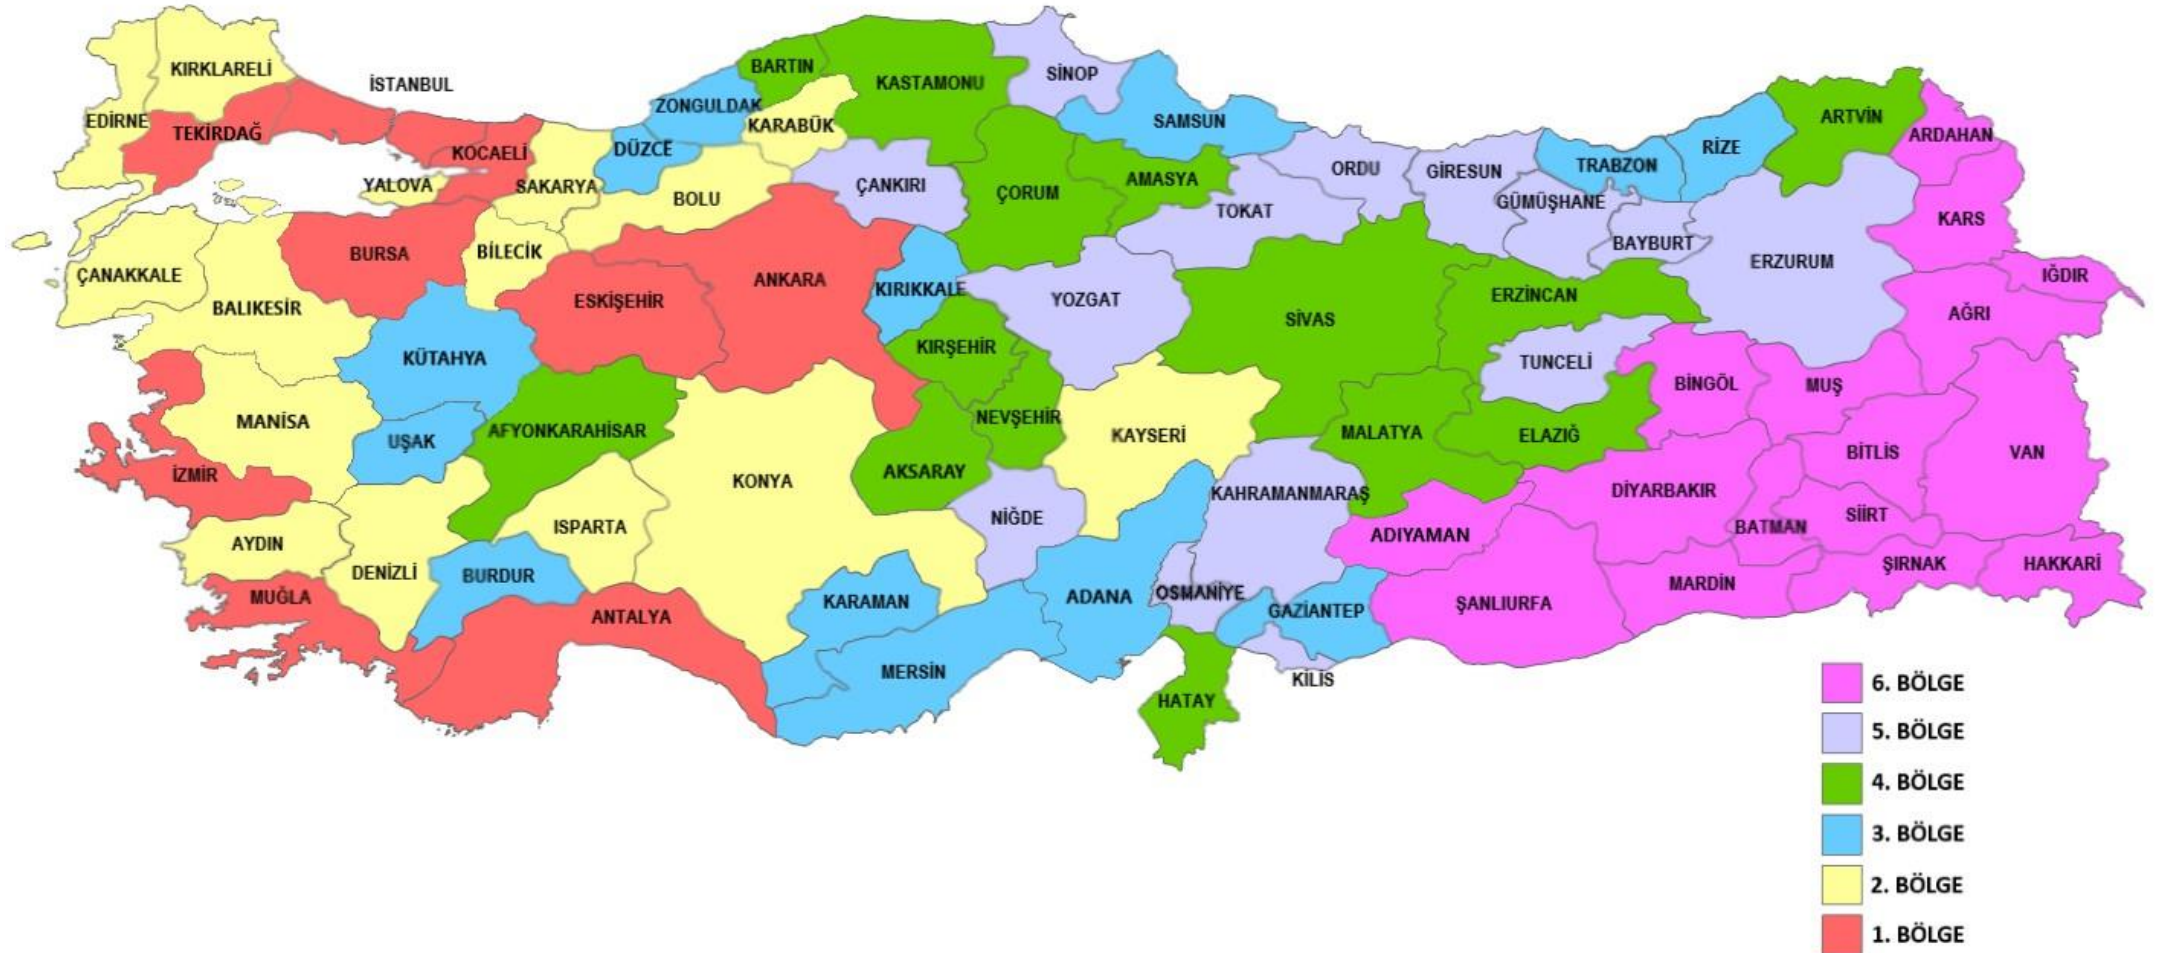 KIRKLARELİ
İSTANBUL
EDİRNE
TEKİRDAĞ
KOCAELİ
YALOVA
SAKARYA
DÜZCE
ZONGULDAK
BARTIN
KARABÜK
KASTAMONU
SİNOP
SAMSUN
ÇANKIRI
ÇORUM
AMASYA
TOKAT
ORDU
GİRESUN
TRABZON
RİZE
ARTVİN
ARDAHAN
GÜMÜŞHANE
BAYBURT
ERZURUM
KARS
IĞDIR
AĞRI
BOLU
BİLECİK
BURSA
ÇANAKKALE
BALIKESİR
ESKİŞEHİR
ANKARA
KIRIKKALE
YOZGAT
SİVAS
ERZİNCAN
TUNCELİ
BİNGÖL
MUŞ
KÜTAHYA
KIRŞEHİR
NEVŞEHİR
KAYSERİ
MALATYA
ELAZIĞ
BİTLİS
VAN
MANİSA
UŞAK
AFYONKARAHİSAR
İZMİR
KONYA
AKSARAY
NİĞDE
KAHRAMANMARAŞ
ADIYAMAN
DİYARBAKIR
BATMAN
SİİRT
ŞIRNAK
HAKKARİ
AYDIN
DENİZLİ
ISPARTA
BURDUR
MUĞLA
ANTALYA
KARAMAN
MERSİN
ADANA
OSMANİYE
GAZİANTEP
ŞANLIURFA
MARDİN
KİLİS
HATAY
6. BÖLGE
5. BÖLGE
4. BÖLGE
3. BÖLGE
2. BÖLGE
1. BÖLGE